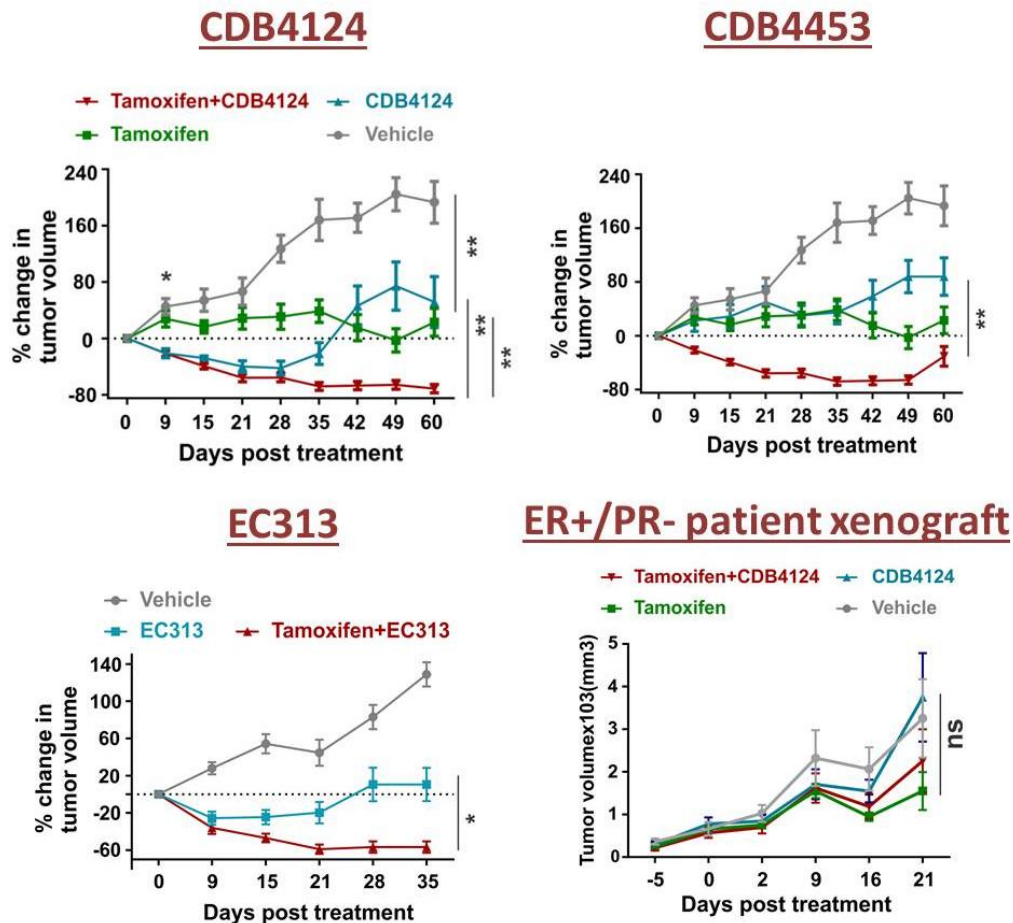 CDB4124
Tamoxifen+CDB4124 CDB4124
Tamoxifen Vehicle
% change in
tumor volume
240
160
80
0
-80
*
**
**
**
0 9 15 21 28 35 42 49 60
Days post treatment
CDB4453
% change in
tumor volume
240
160
80
0
-80
**
0 9 15 21 28 35 42 49 60
Days post treatment
EC313
Vehicle
EC313 Tamoxifen+EC313
% change in
tumor volume
140
100
60
20
-20
-60
*
0 9 15 21 28 35
Days post treatment
ER+/PR- patient xenograft
Tamoxifen+CDB4124 CDB4124
Tamoxifen Vehicle
Tumor volumex103(mm3)
5
4
3
2
1
0
ns
-5 0 2 9 16 21
Days post treatment